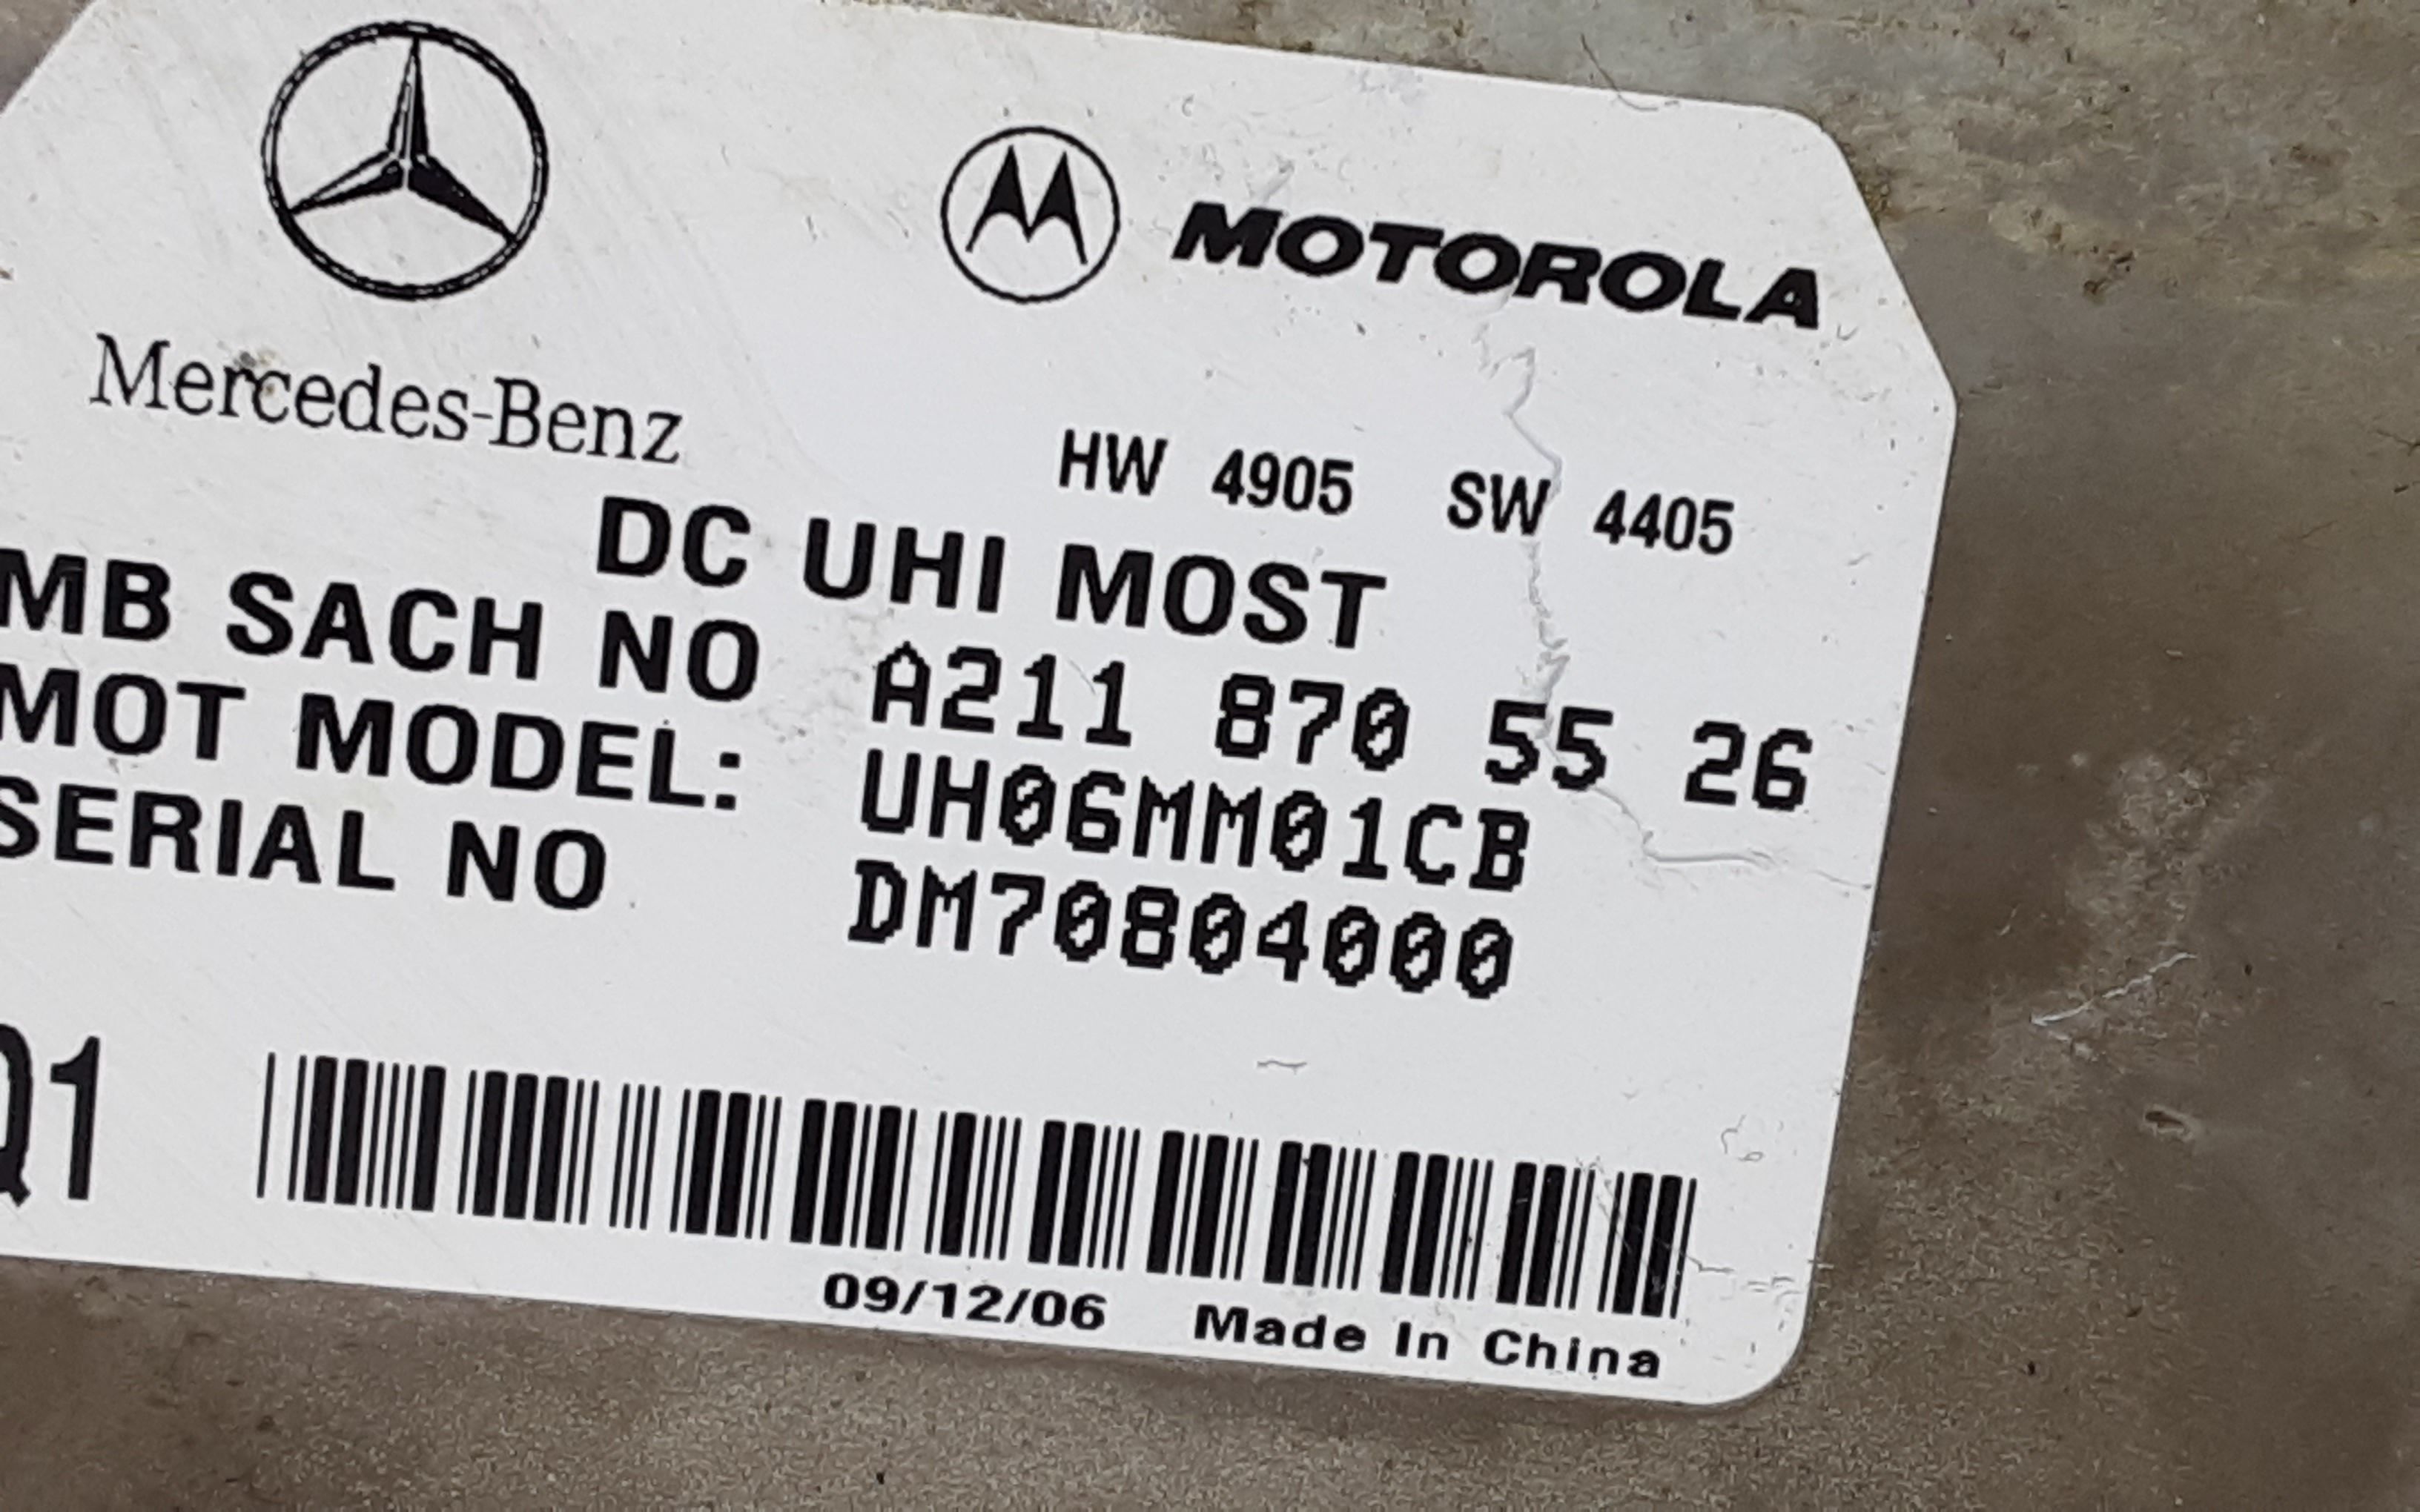 MOTOROLA
Mercedes-Benz
HW 4905 SW 4405
DC UHI MOST
MB SACH NO A211 870 55 26
MOT MODEL: UH06MM01CB
SERIAL NO DM70804000
Q1
09/12/06 Made In China